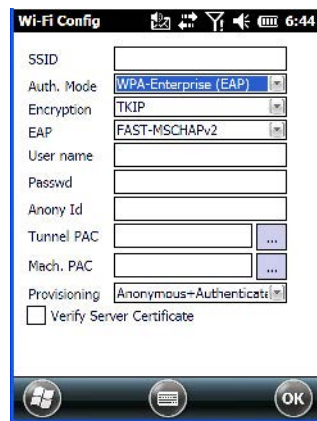 Wi-Fi Config 6:44
SSID
Auth. Mode WPA-Enterprise (EAP)
Encryption TKIP
EAP FAST-MSCHAPv2
User name
Passwd
Anony Id
Tunnel PAC ...
Mach. PAC ...
Provisioning Anonymous+Authenticate
Verify Server Certificate
OK